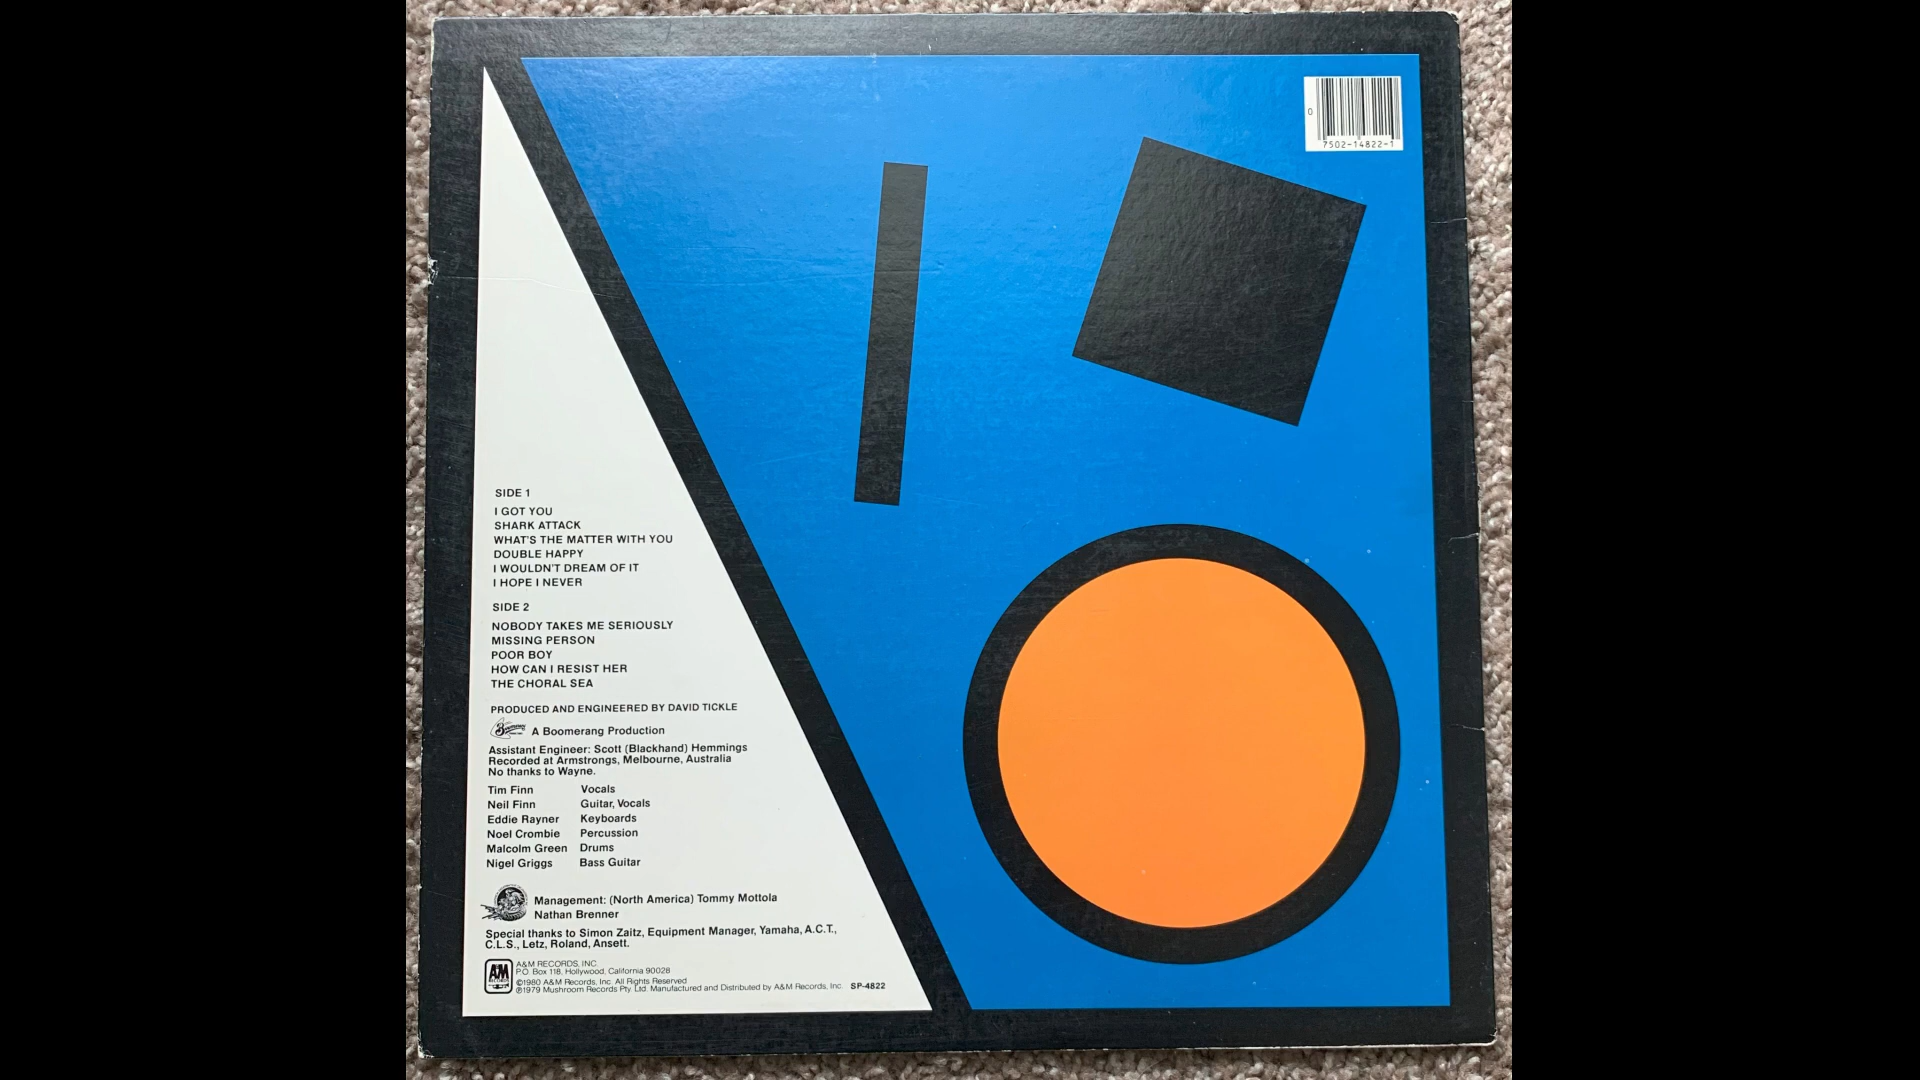 0
7502-14822-1
SIDE 1
I GOT YOU
SHARK ATTACK
WHAT'S THE MATTER WITH YOU
DOUBLE HAPPY
I WOULDN'T DREAM OF IT
I HOPE I NEVER
SIDE 2
NOBODY TAKES ME SERIOUSLY
MISSING PERSON
POOR BOY
HOW CAN I RESIST HER
THE CHORAL SEA
PRODUCED AND ENGINEERED BY DAVID TICKLE
Boomerang
A Boomerang Production
Assistant Engineer: Scott (Blackhand) Hemmings
Recorded at Armstrongs, Melbourne, Australia
No thanks to Wayne.
Tim Finn Vocals
Neil Finn Guitar, Vocals
Eddie Rayner Keyboards
Noel Crombie Percussion
Malcolm Green Drums
Nigel Griggs Bass Guitar
Management: (North America) Tommy Mottola
Nathan Brenner
Special thanks to Simon Zaitz, Equipment Manager, Yamaha, A.C.T.,
C.L.S., Letz, Roland, Ansett.
A&M RECORDS
A&M RECORDS, INC.
P.O. Box 118, Hollywood, California 90028
©1980 A&M Records, Inc. All Rights Reserved
℗1979 Mushroom Records Pty. Ltd. Manufactured and Distributed by A&M Records, Inc. SP-4822